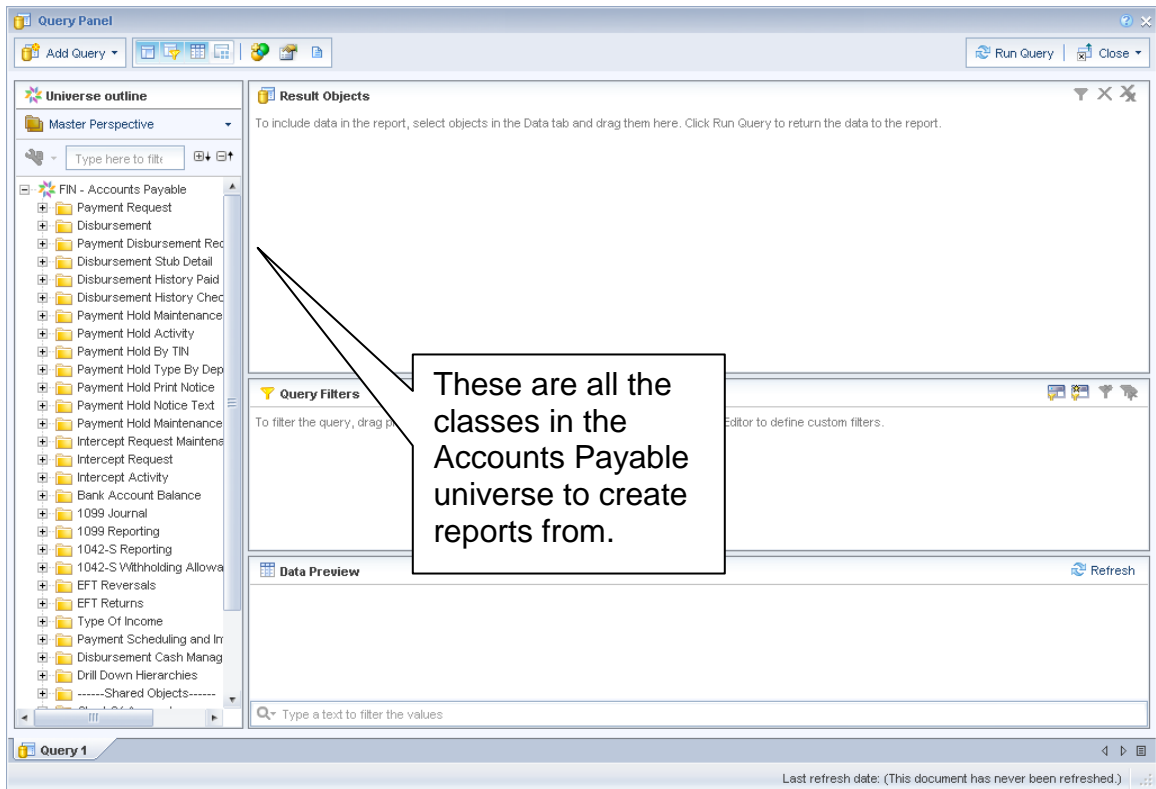 Query Panel
Add Query
Run Query
Close
Universe outline
Master Perspective
Type here to filte
FIN - Accounts Payable
Payment Request
Disbursement
Payment Disbursement Req
Disbursement Stub Detail
Disbursement History Paid
Disbursement History Chec
Payment Hold Maintenance
Payment Hold Activity
Payment Hold By TIN
Payment Hold Type By Dep
Payment Hold Print Notice
Payment Hold Notice Text
Payment Hold Maintenance
Intercept Request Maintena
Intercept Request
Intercept Activity
Bank Account Balance
1099 Journal
1099 Reporting
1042-S Reporting
1042-S Withholding Allowa
EFT Reversals
EFT Returns
Type Of Income
Payment Scheduling and In
Disbursement Cash Manag
Drill Down Hierarchies
------Shared Objects------
Result Objects
To include data in the report, select objects in the Data tab and drag them here. Click Run Query to return the data to the report.
Query Filters
To filter the query, drag
Editor to define custom filters.
These are all the
classes in the
Accounts Payable
universe to create
reports from.
Data Preview
Refresh
Type a text to filter the values
Query 1
Last refresh date: (This document has never been refreshed.)